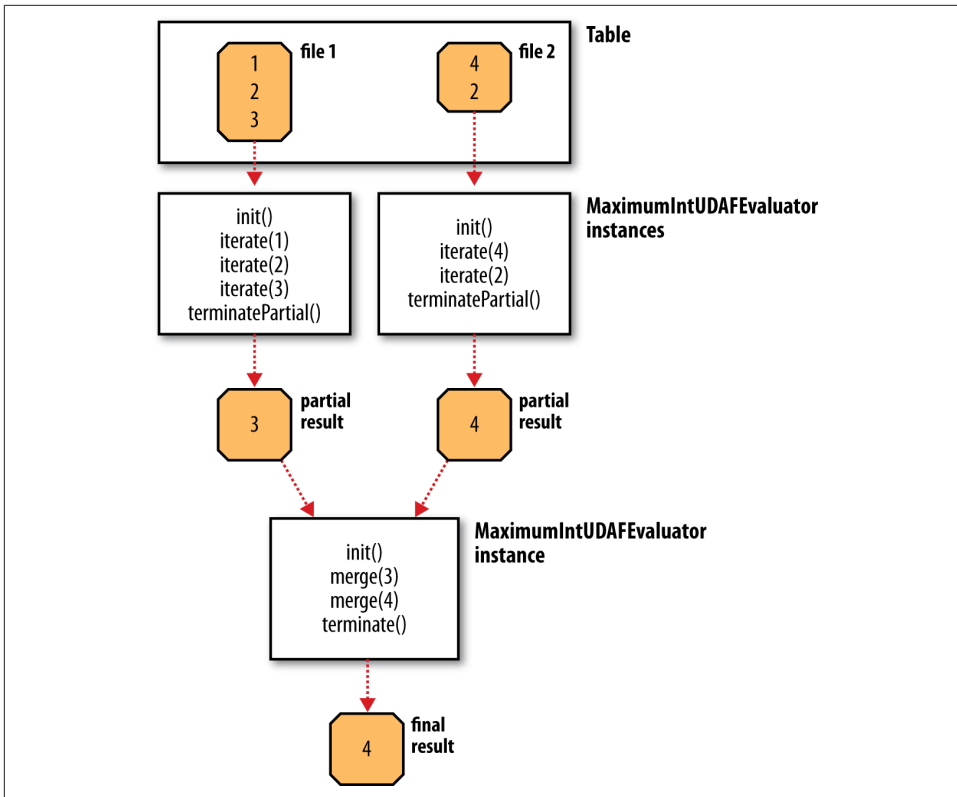 Table
file 1
1
2
3
file 2
4
2
MaximumIntUDAFEvaluator
instances
init()
iterate(1)
iterate(2)
iterate(3)
terminatePartial()
init()
iterate(4)
iterate(2)
terminatePartial()
3
partial
result
4
partial
result
MaximumIntUDAFEvaluator
instance
init()
merge(3)
merge(4)
terminate()
4
final
result